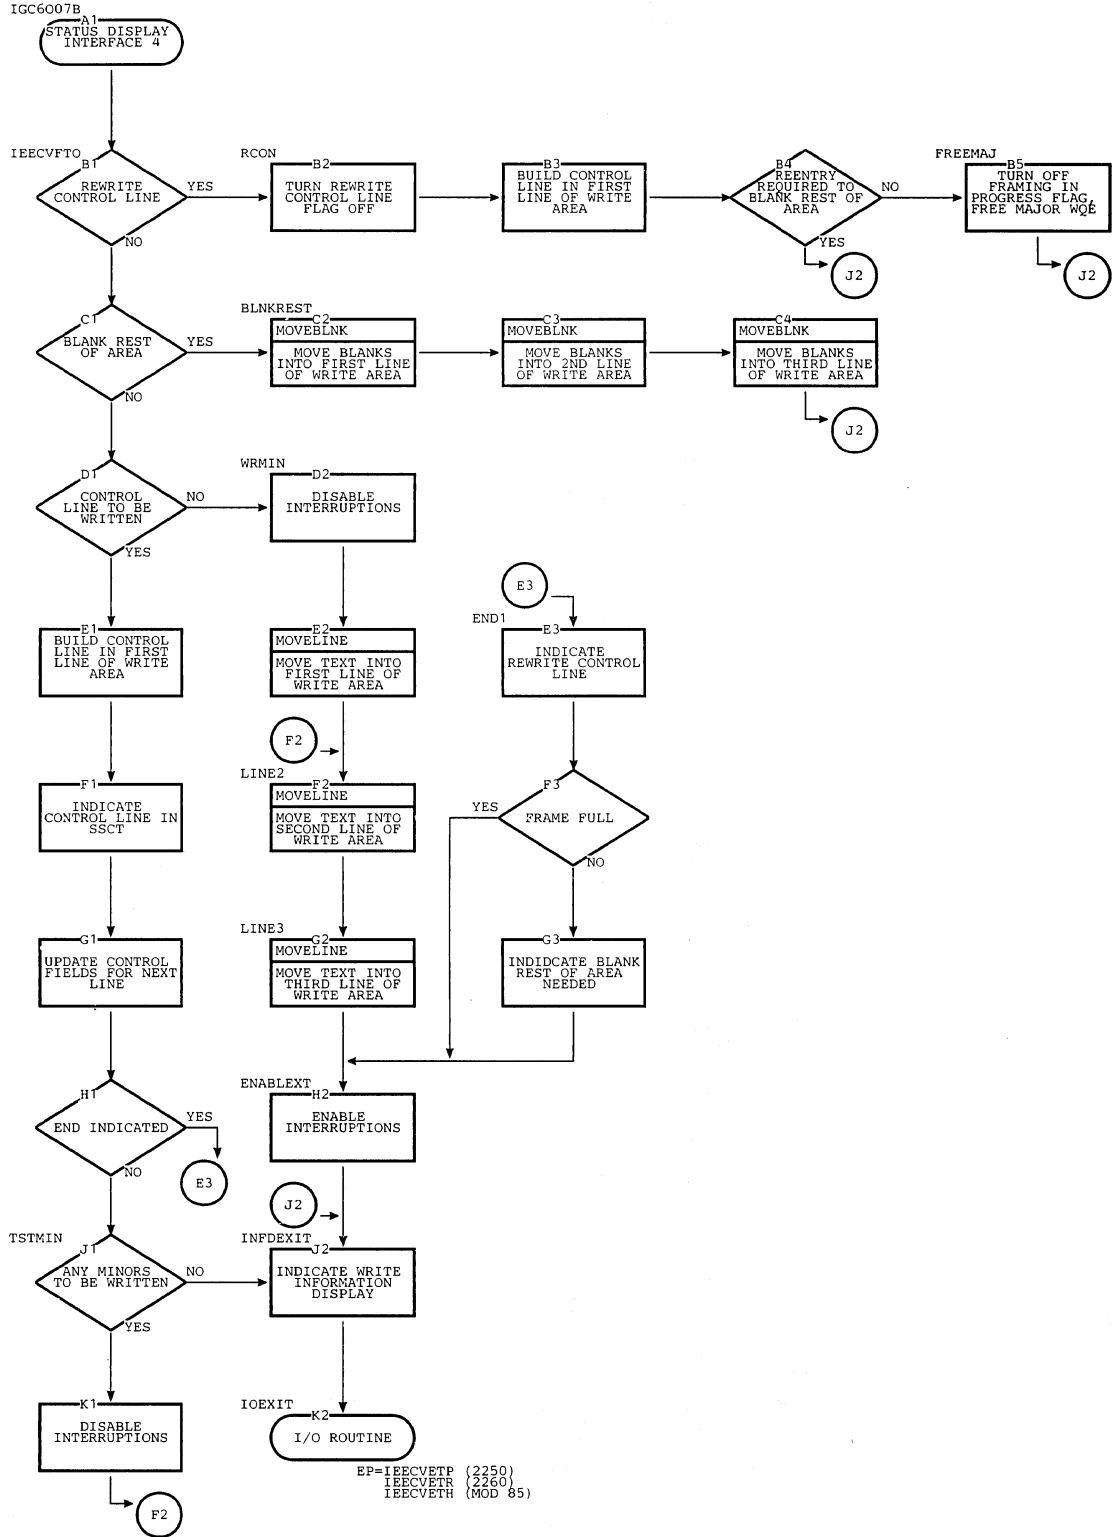 IGC6007B
A1
STATUS DISPLAY
INTERFACE 4
IEECVFTO
B1
REWRITE
CONTROL LINE
YES
NO
RCON
B2
TURN REWRITE
CONTROL LINE
FLAG OFF
B3
BUILD CONTROL
LINE IN FIRST
LINE OF WRITE
AREA
B4
REENTRY
REQUIRED TO
BLANK REST OF
AREA
NO
YES
J2
FREEMAJ
B5
TURN OFF
FRAMING IN
PROGRESS FLAG,
FREE MAJOR WQE
J2
C1
BLANK REST
OF AREA
YES
NO
BLNKREST
C2
MOVEBLNK
MOVE BLANKS
INTO FIRST LINE
OF WRITE AREA
C3
MOVEBLNK
MOVE BLANKS
INTO 2ND LINE
OF WRITE AREA
C4
MOVEBLNK
MOVE BLANKS
INTO THIRD LINE
OF WRITE AREA
J2
D1
CONTROL
LINE TO BE
WRITTEN
NO
YES
WRMIN
D2
DISABLE
INTERRUPTIONS
E3
E1
BUILD CONTROL
LINE IN FIRST
LINE OF WRITE
AREA
E2
MOVELINE
MOVE TEXT INTO
FIRST LINE OF
WRITE AREA
END1
E3
INDICATE
REWRITE CONTROL
LINE
F2
F1
INDICATE
CONTROL LINE IN
SSCT
LINE2
F2
MOVELINE
MOVE TEXT INTO
SECOND LINE OF
WRITE AREA
F3
FRAME FULL
YES
NO
G1
UPDATE CONTROL
FIELDS FOR NEXT
LINE
LINE3
G2
MOVELINE
MOVE TEXT INTO
THIRD LINE OF
WRITE AREA
G3
INDIDCATE BLANK
REST OF AREA
NEEDED
H1
END INDICATED
YES
NO
E3
ENABLEXT
H2
ENABLE
INTERRUPTIONS
J2
TSTMIN
J1
ANY MINORS
TO BE WRITTEN
NO
YES
INFDEXIT
J2
INDICATE WRITE
INFORMATION
DISPLAY
K1
DISABLE
INTERRUPTIONS
F2
IOEXIT
K2
I/O ROUTINE
EP=IEECVETP (2250)
IEECVETR (2260)
IEECVETH (MOD 85)